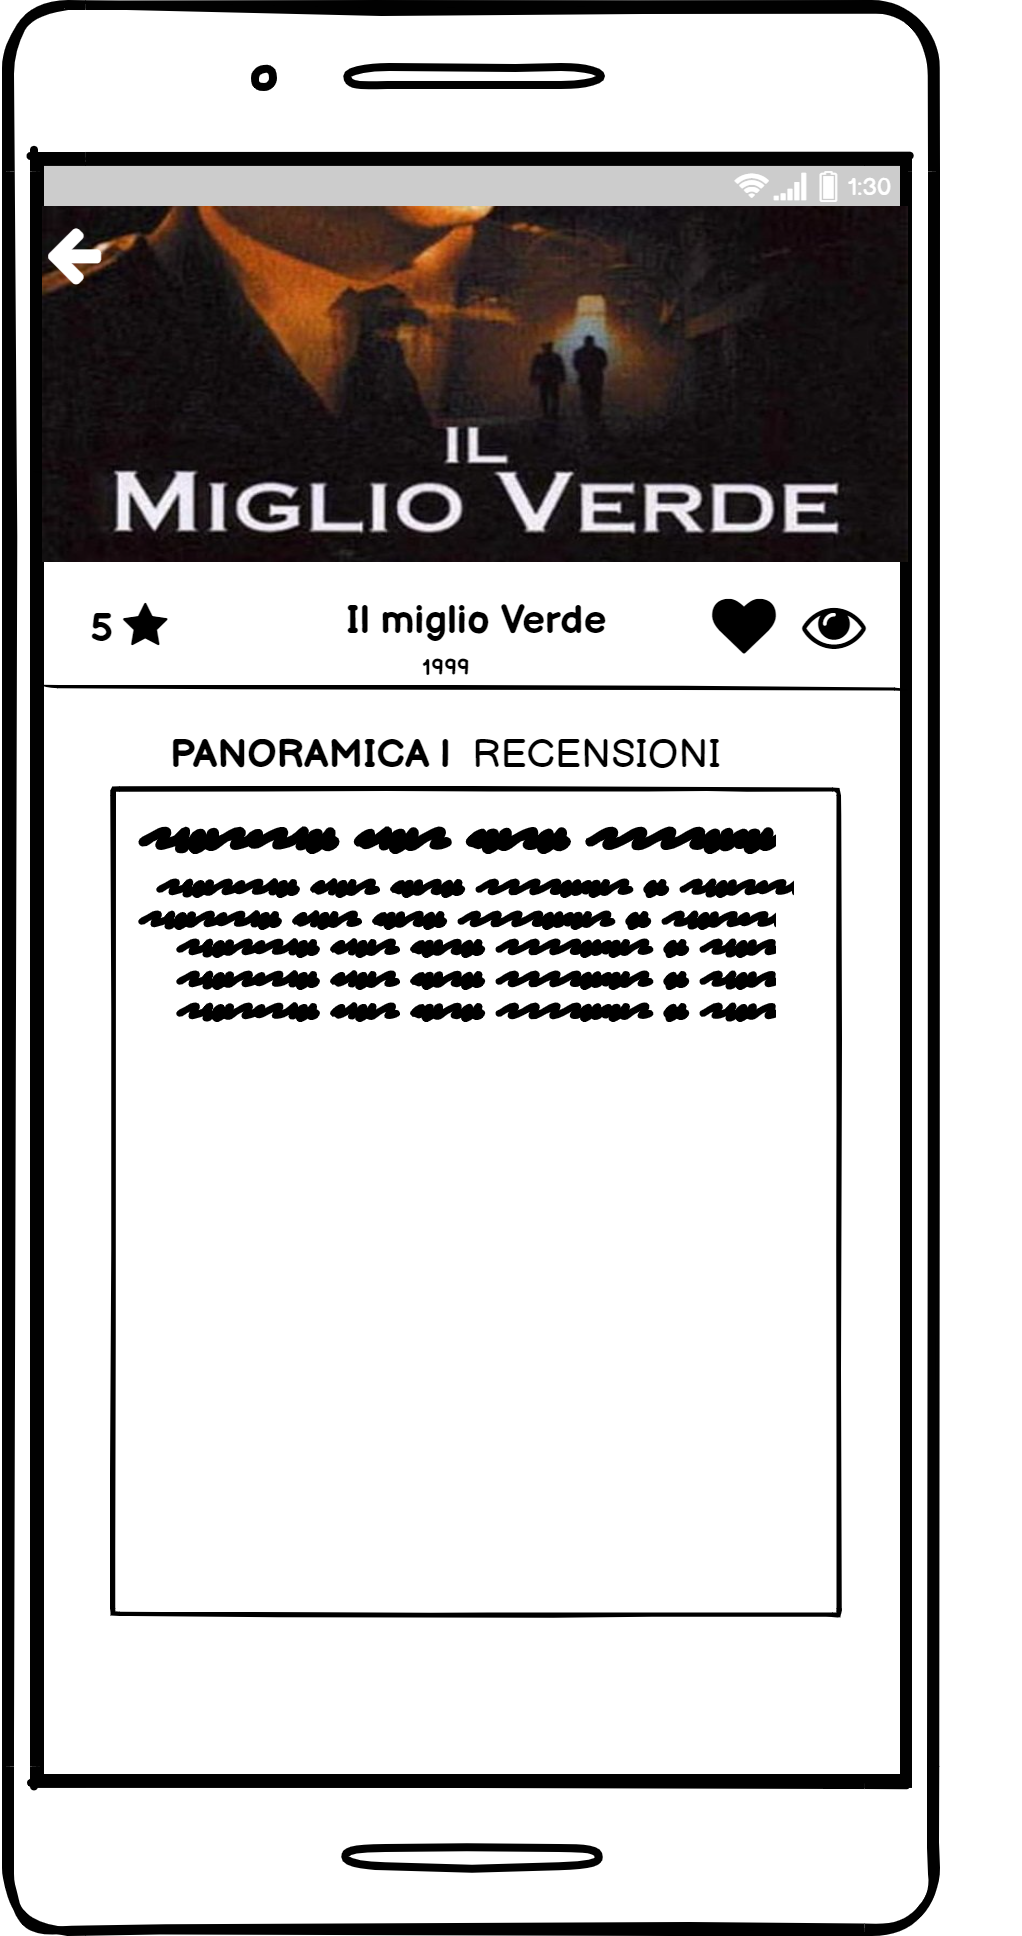 1:30
IL
MIGLIO VERDE
5
Il miglio Verde
1999
PANORAMICA | RECENSIONI